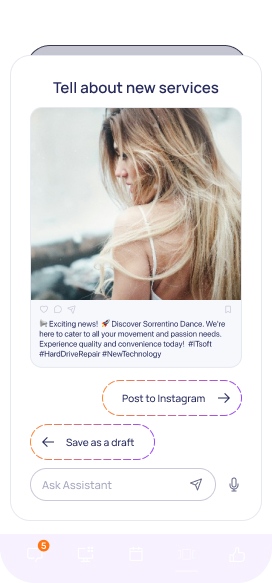 Tell about new services
📢Exciting news! 🚀 Discover Sorrentino Dance. We're
here to cater to all your movement and passion needs.
Experience quality and convenience today! #ITsoft
#HardDriveRepair #NewTechnology
Post to Instagram
Save as a draft
Ask Assistant
5